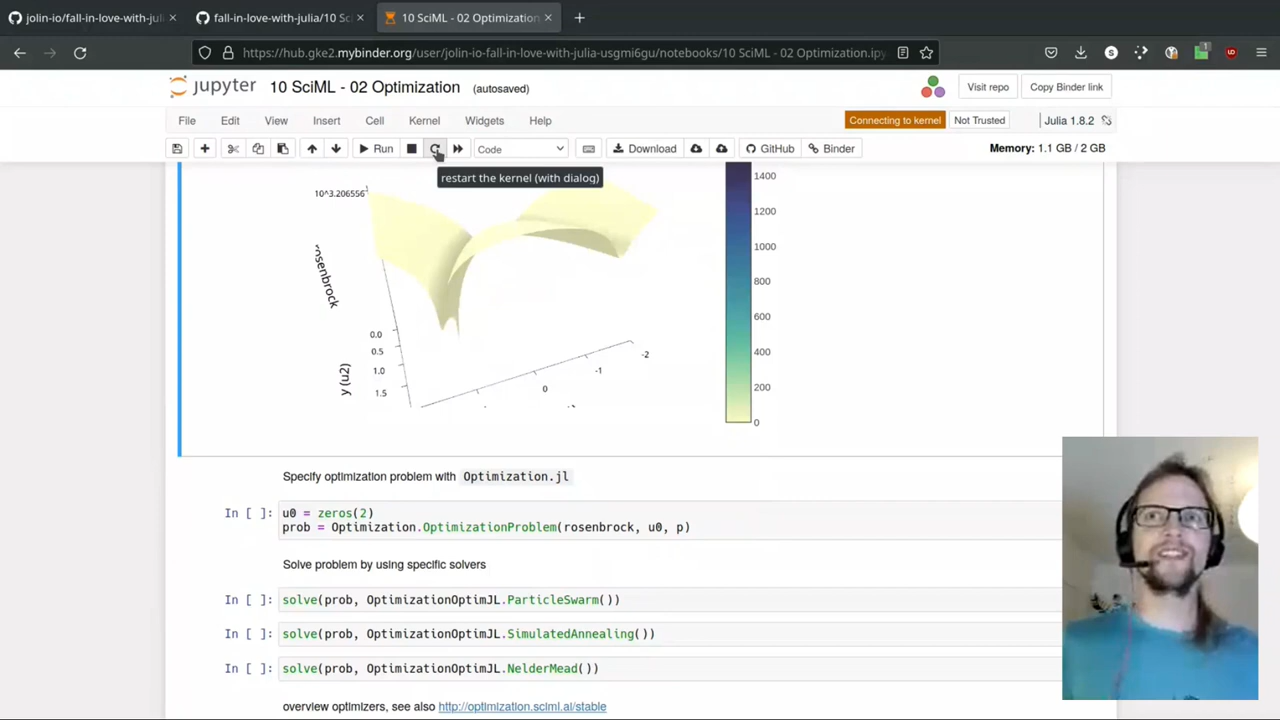 jolin-io/fall-in-love-with-juli
fall-in-love-with-julia/10 Sc
10 SciML - 02 Optimization
https://hub.gke2.mybinder.org/user/jolin-io-fall-in-love-with-julia-usgmi6gu/notebooks/10 SciML - 02 Optimization.ipy
jupyter 10 SciML - 02 Optimization (autosaved)
Visit repo Copy Binder link
File Edit View Insert Cell Kernel Widgets Help
Connecting to kernel Not Trusted Julia 1.8.2
Run Code Download GitHub Binder Memory: 1.1 GB / 2 GB
restart the kernel (with dialog)
10^3.206556
rosenbrock
0.0
0.5
1.0
1.5
y (u2)
0
-1
-2
1400
1200
1000
800
600
400
200
0
Specify optimization problem with Optimization.jl
In [ ]: u0 = zeros(2)
prob = Optimization.OptimizationProblem(rosenbrock, u0, p)
Solve problem by using specific solvers
In [ ]: solve(prob, OptimizationOptimJL.ParticleSwarm())
In [ ]: solve(prob, OptimizationOptimJL.SimulatedAnnealing())
In [ ]: solve(prob, OptimizationOptimJL.NelderMead())
overview optimizers, see also http://optimization.sciml.ai/stable